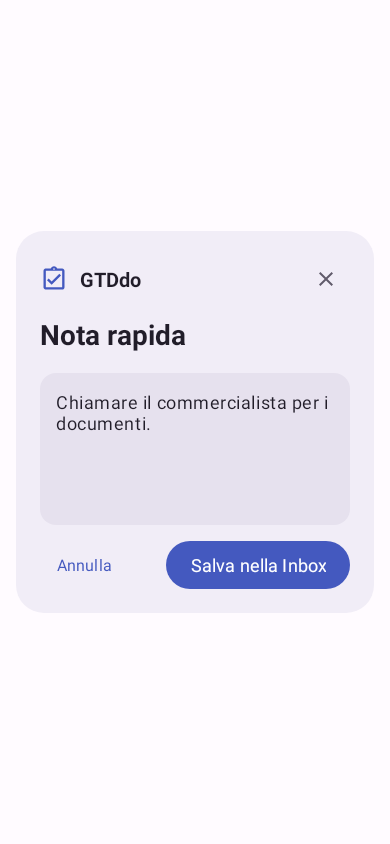 GTDdo
Nota rapida
Chiamare il commercialista per i
documenti.
Annulla
Salva nella Inbox